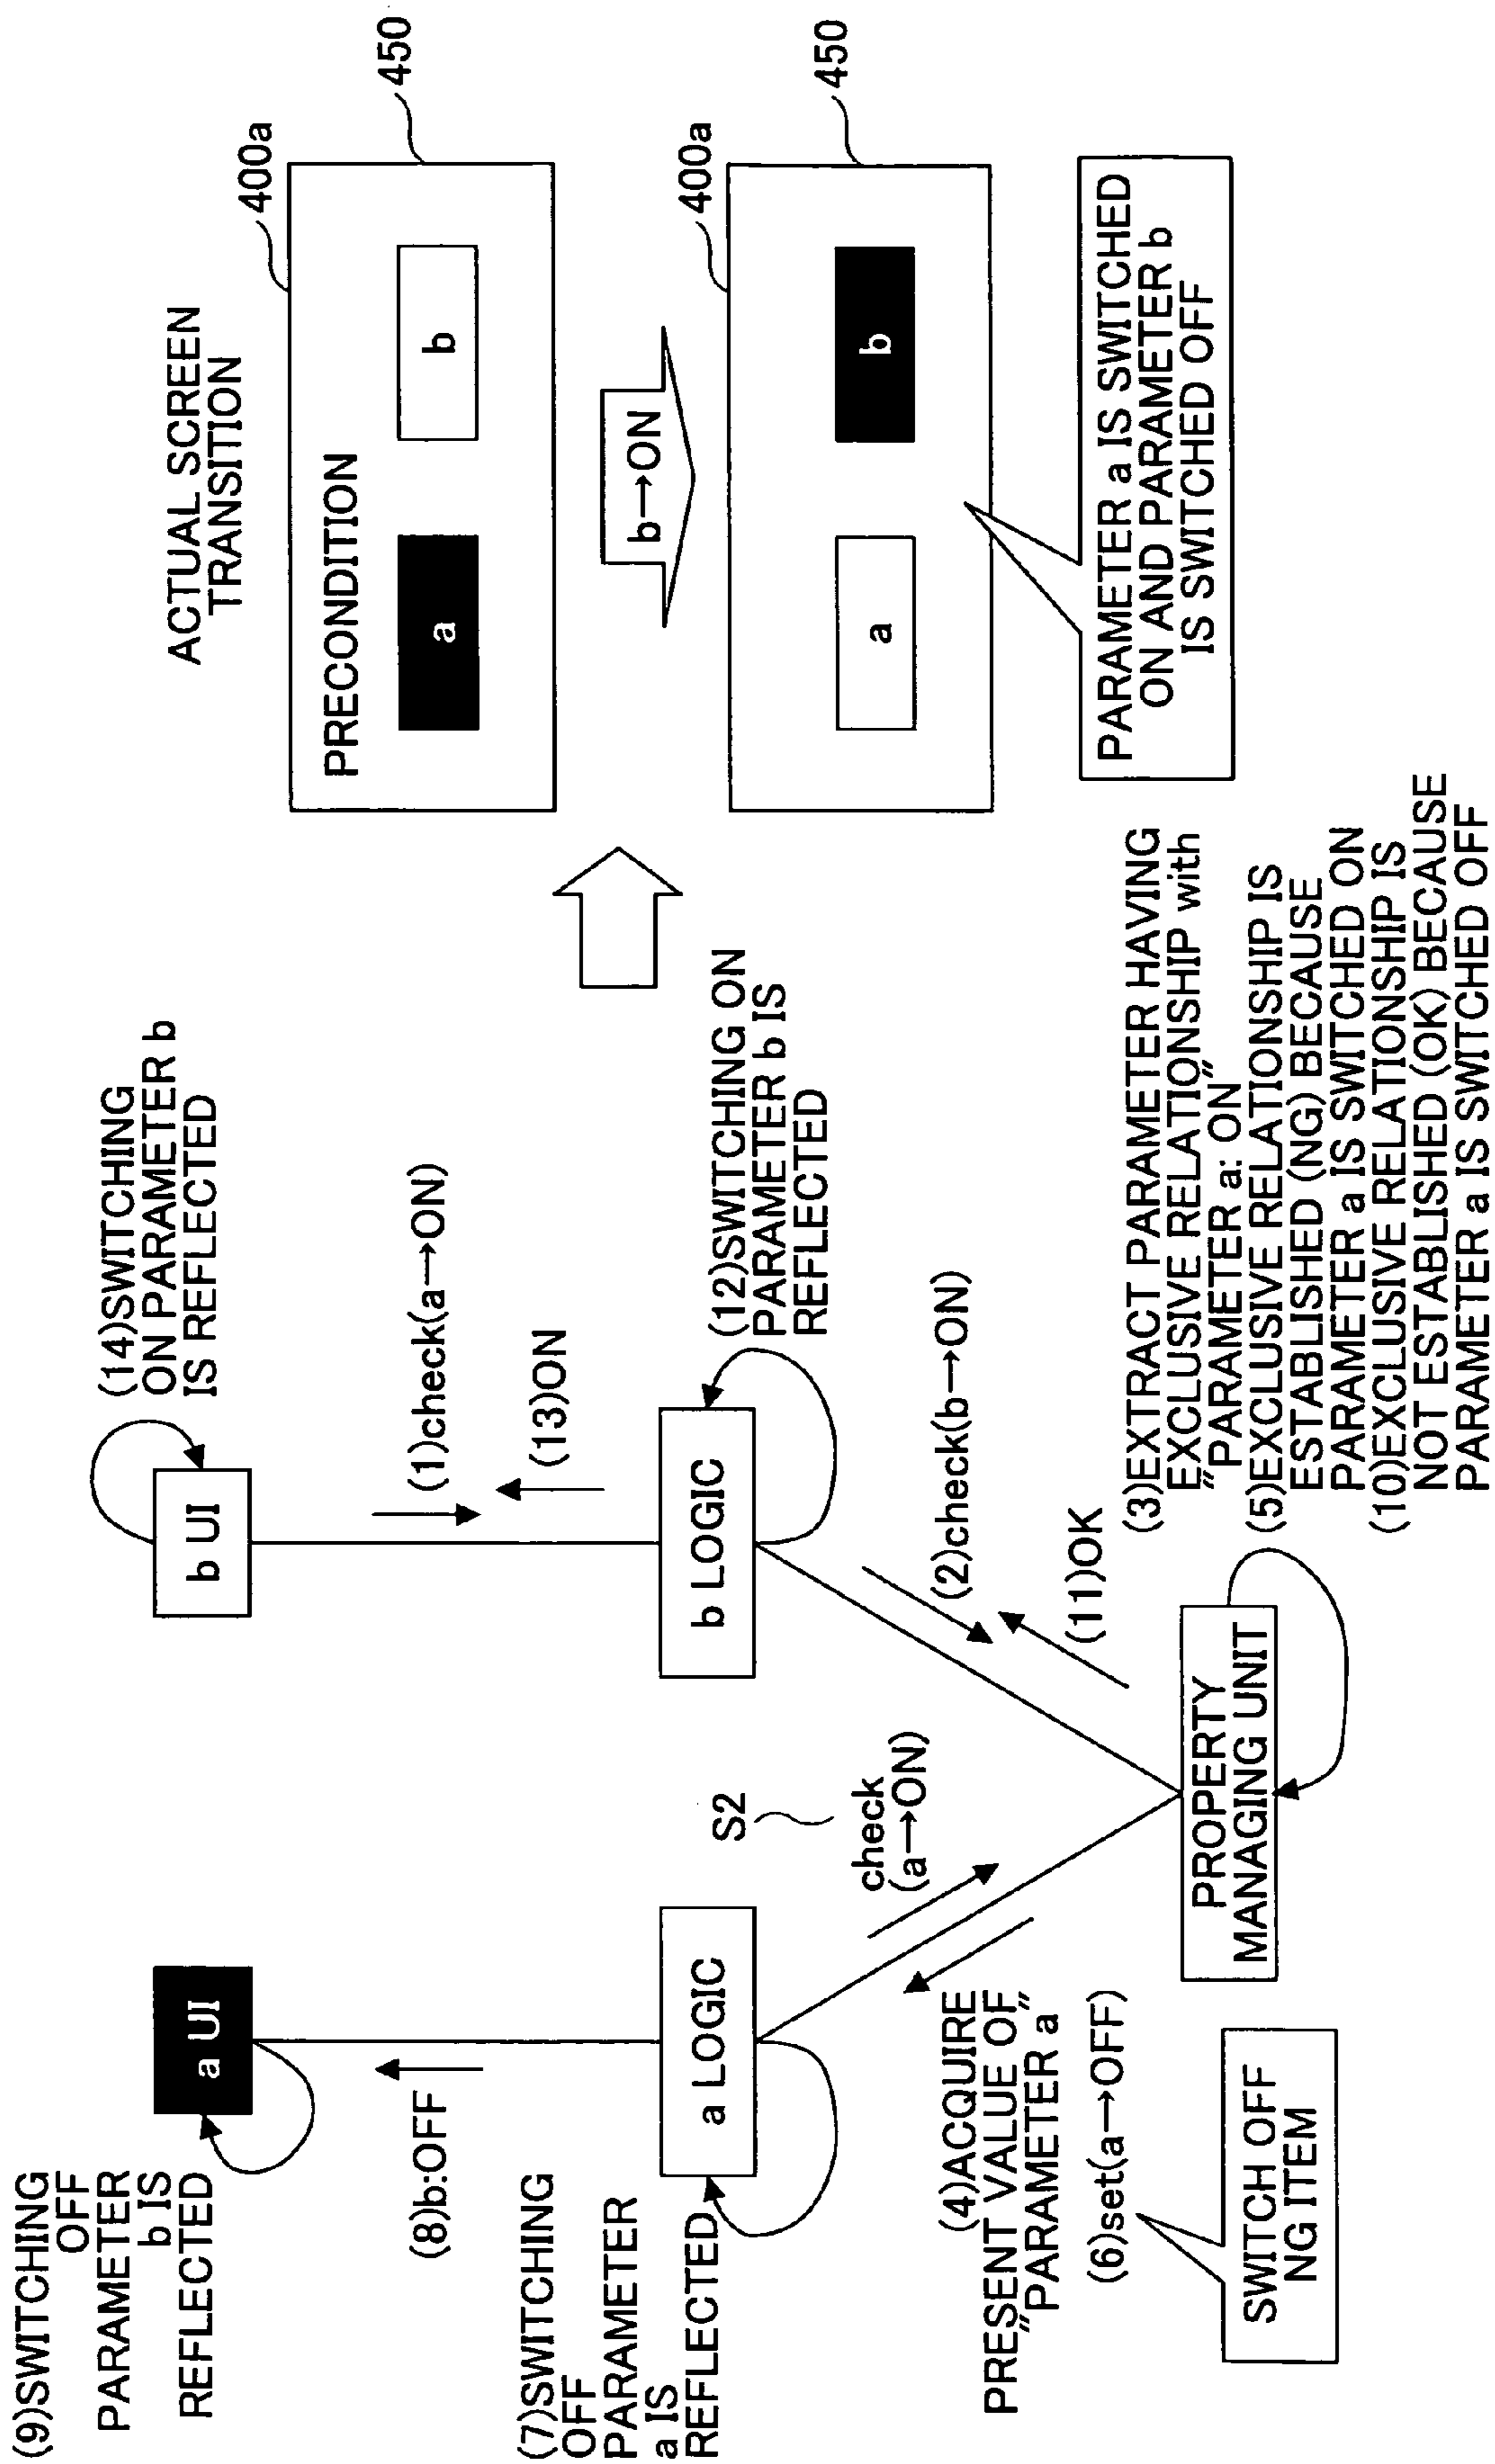 (9)SWITCHING
OFF
PARAMETER
b IS
REFLECTED
a UI
(8)b:OFF
(7)SWITCHING
OFF
PARAMETER
a IS
REFLECTED
a LOGIC
(14)SWITCHING
ON PARAMETER b
IS REFLECTED
b UI
(1)check(a→ON)
(13)ON
b LOGIC
(12)SWITCHING ON
PARAMETER b IS
REFLECTED
S2
check
(a→ON)
(2)check(b→ON)
(11)OK
(4)ACQUIRE
PRESENT VALUE OF
"PARAMETER a"
(6)set(a→OFF)
SWITCH OFF
NG ITEM
PROPERTY
MANAGING UNIT
(3)EXTRACT PARAMETER HAVING
EXCLUSIVE RELATIONSHIP with
"PARAMETER a: ON"
(5)EXCLUSIVE RELATIONSHIP IS
ESTABLISHED (NG) BECAUSE
PARAMETER a IS SWITCHED ON
(10)EXCLUSIVE RELATIONSHIP IS
NOT ESTABLISHED (OK) BECAUSE
PARAMETER a IS SWITCHED OFF
ACTUAL SCREEN
TRANSITION
400a
PRECONDITION
a
b
450
b→ON
400a
a
b
450
PARAMETER a IS SWITCHED
ON AND PARAMETER b
IS SWITCHED OFF